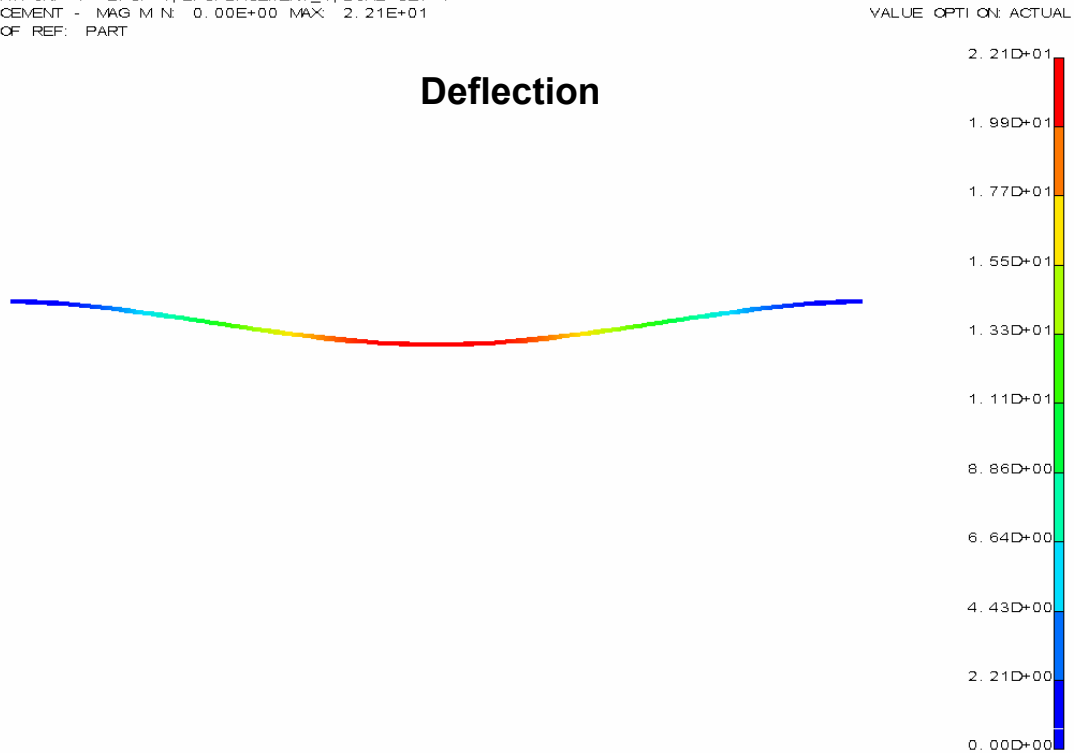 CEMENT - MAG MIN: 0.00E+00 MAX: 2.21E+01
VALUE OPTION: ACTUAL
OF REF: PART
Deflection
2.21D+01
1.99D+01
1.77D+01
1.55D+01
1.33D+01
1.11D+01
8.86D+00
6.64D+00
4.43D+00
2.21D+00
0.00D+00